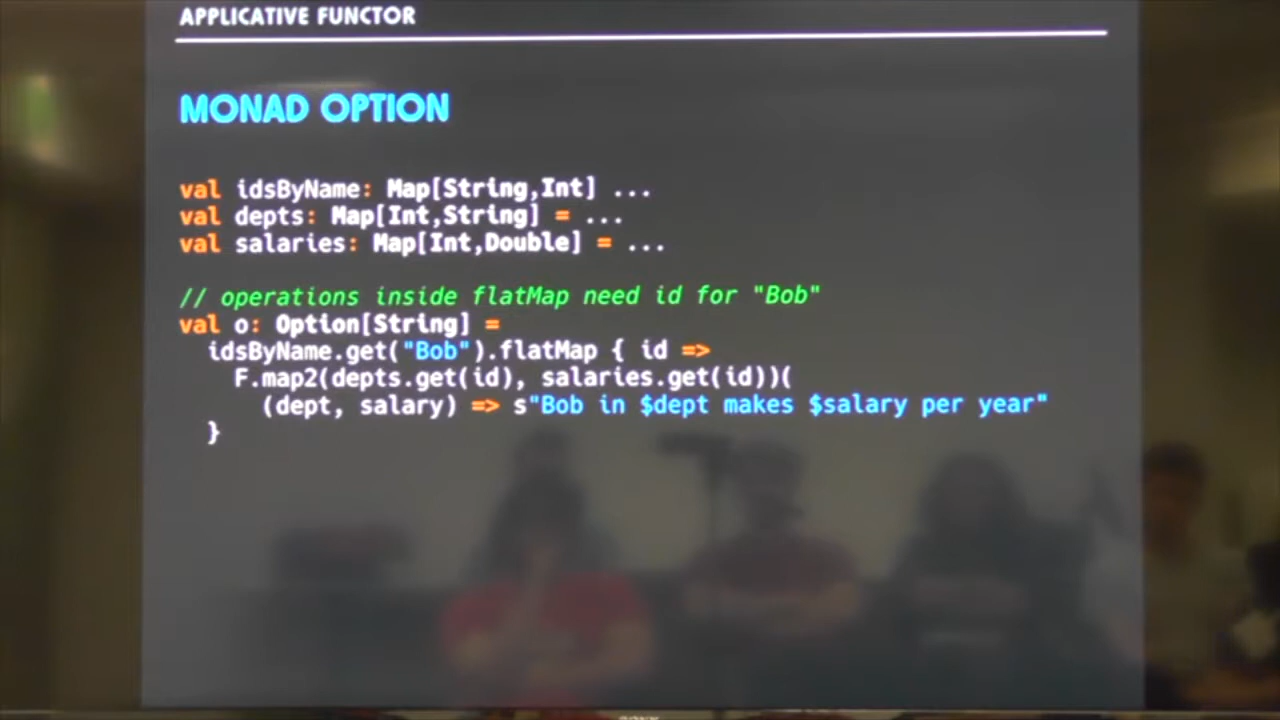 APPLICATIVE FUNCTOR
MONAD OPTION
val idsByName: Map[String,Int] ...
val depts: Map[Int,String] = ...
val salaries: Map[Int,Double] = ...
// operations inside flatMap need id for "Bob"
val o: Option[String] =
idsByName.get("Bob").flatMap { id =>
F.map2(depts.get(id), salaries.get(id))(
(dept, salary) => s"Bob in $dept makes $salary per year"
}